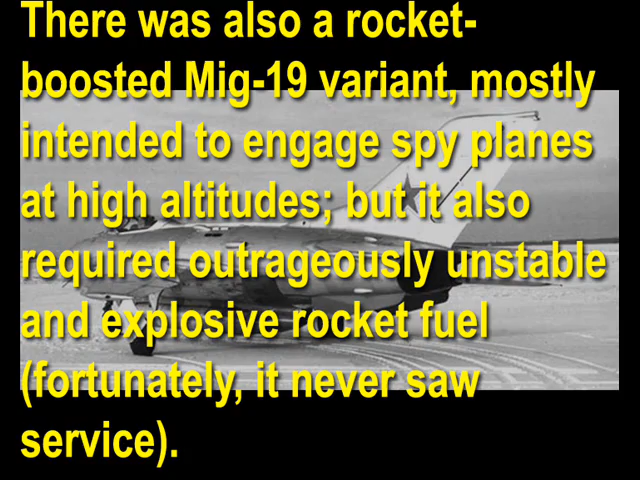 There was also a rocket-
boosted Mig-19 variant, mostly
intended to engage spy planes
at high altitudes; but it also
required outrageously unstable
and explosive rocket fuel
(fortunately, it never saw
service).